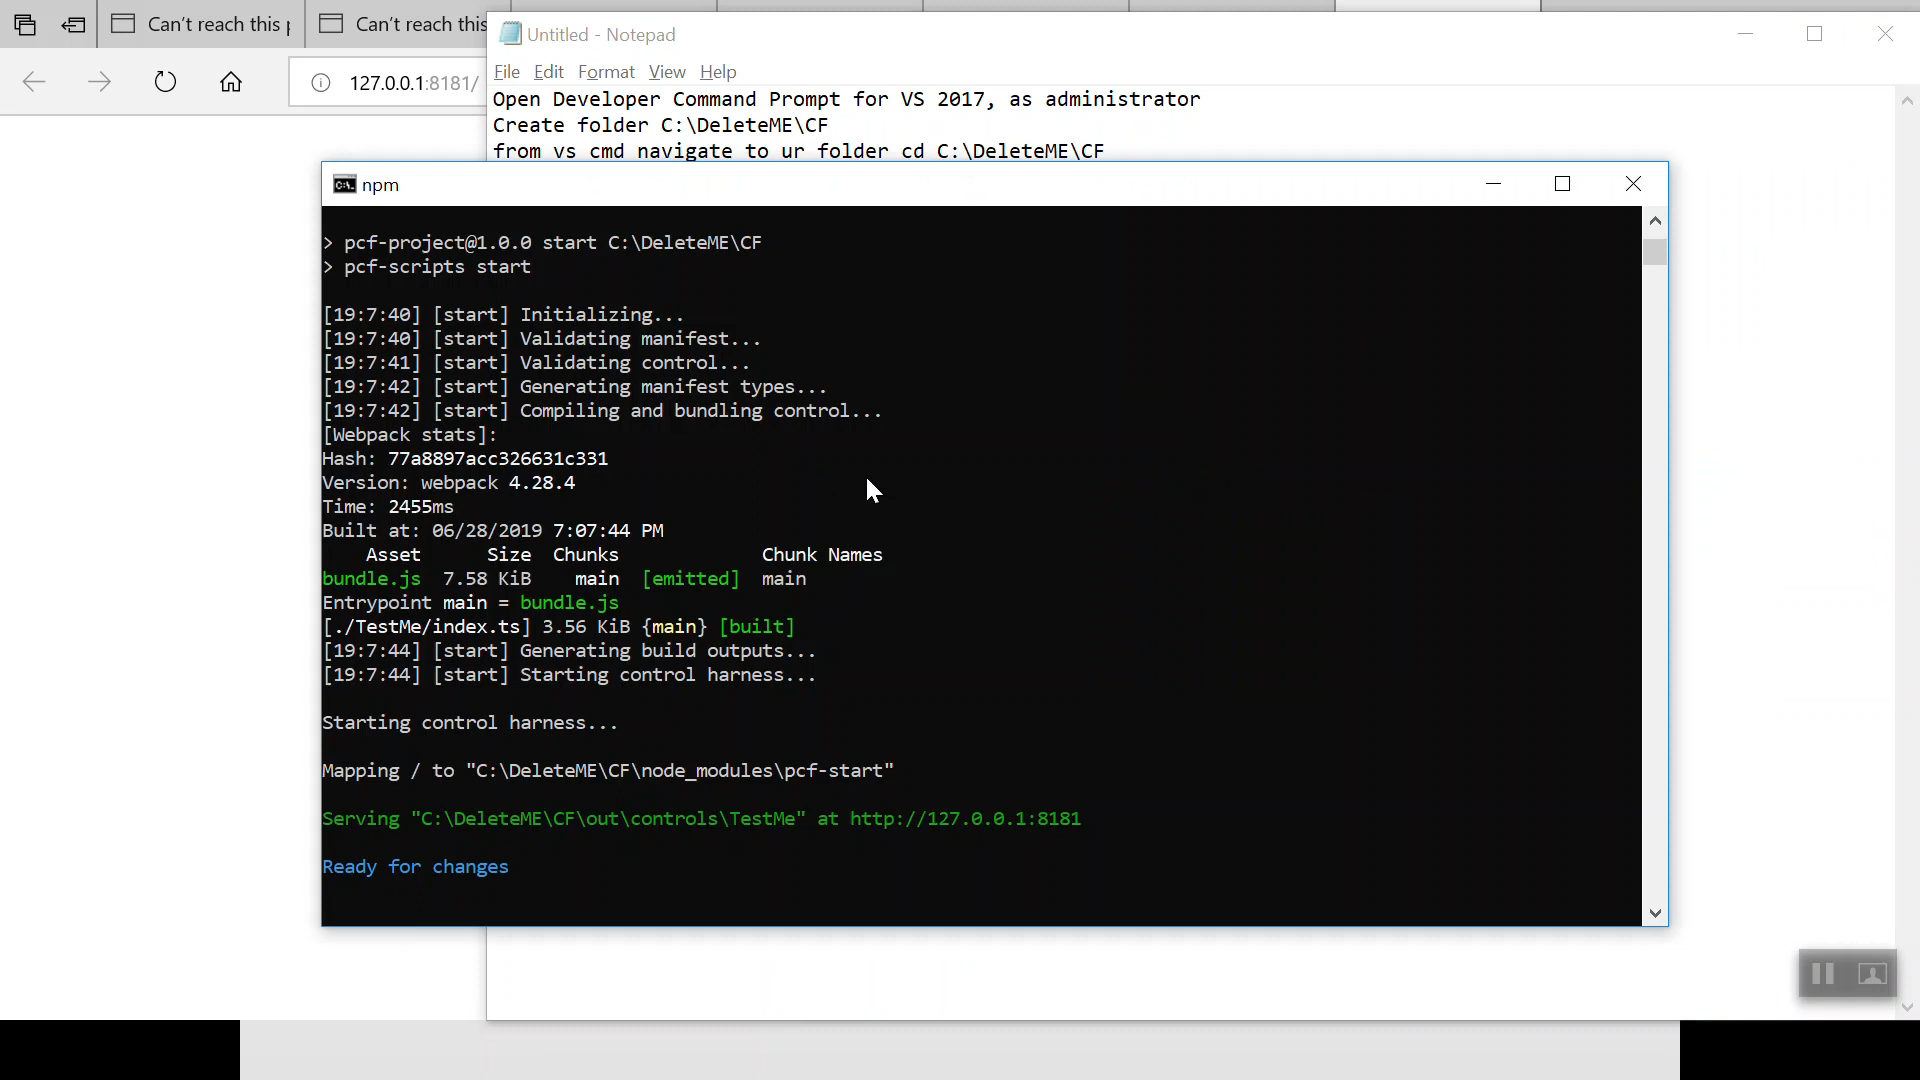 Can't reach this p
Can't reach this
Untitled - Notepad
127.0.0.1:8181/
File Edit Format View Help
Open Developer Command Prompt for VS 2017, as administrator
Create folder C:\DeleteME\CF
from vs cmd navigate to ur folder cd C:\DeleteME\CF
npm
> pcf-project@1.0.0 start C:\DeleteME\CF
> pcf-scripts start
[19:7:40] [start] Initializing...
[19:7:40] [start] Validating manifest...
[19:7:41] [start] Validating control...
[19:7:42] [start] Generating manifest types...
[19:7:42] [start] Compiling and bundling control...
[Webpack stats]:
Hash: 77a8897acc326631c331
Version: webpack 4.28.4
Time: 2455ms
Built at: 06/28/2019 7:07:44 PM
Asset Size Chunks Chunk Names
bundle.js 7.58 KiB main [emitted] main
Entrypoint main = bundle.js
[./TestMe/index.ts] 3.56 KiB {main} [built]
[19:7:44] [start] Generating build outputs...
[19:7:44] [start] Starting control harness...
Starting control harness...
Mapping / to "C:\DeleteME\CF\node_modules\pcf-start"
Serving "C:\DeleteME\CF\out\controls\TestMe" at http://127.0.0.1:8181
Ready for changes